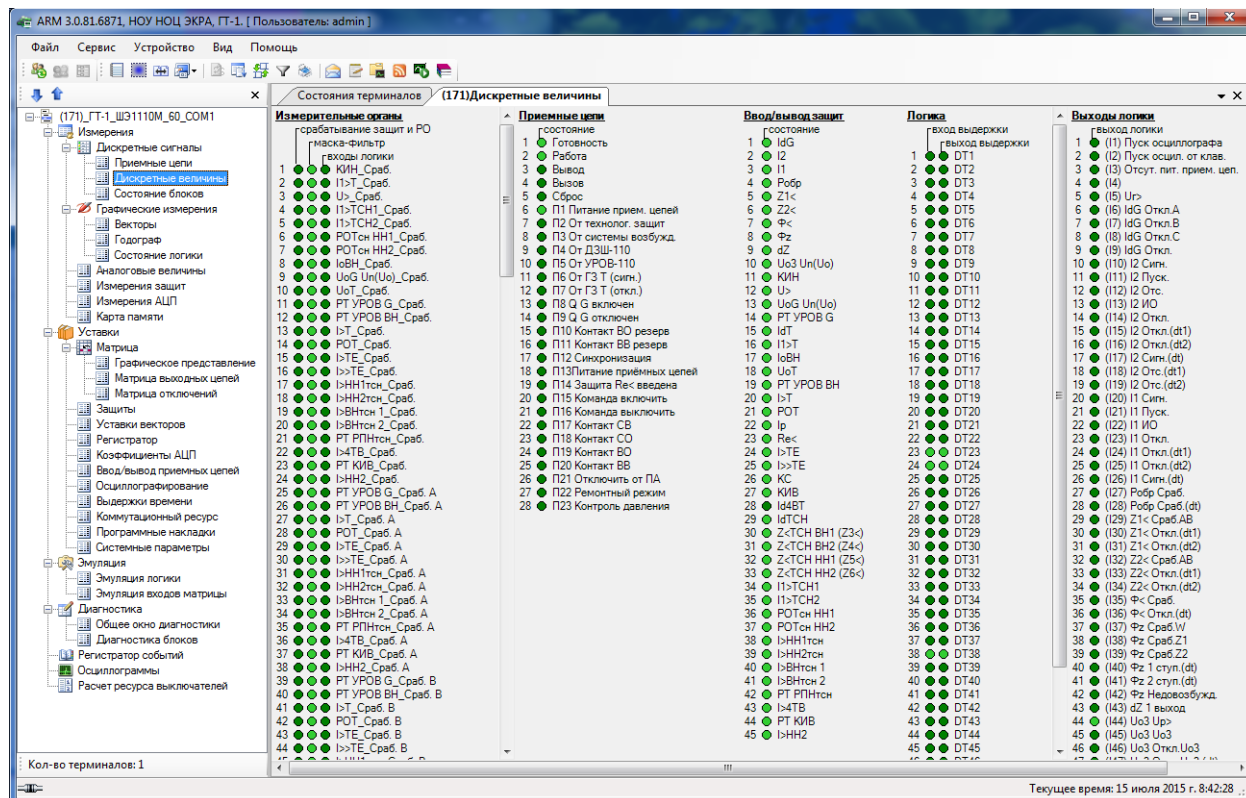 ARM 3.0.81.6871, НОУ НОЦ ЭКРА, ГТ-1. [ Пользователь: admin ]
Файл Сервис Устройство Вид Помощь
Состояния терминалов (171)Дискретные величины
(171)_ГТ-1_ШЭ1110М_60_COM1
Измерения
Дискретные сигналы
Приемные цепи
Дискретные величины
Состояние блоков
Графические измерения
Векторы
Годограф
Состояние логики
Аналоговые величины
Измерения защит
Измерения АЦП
Карта памяти
Уставки
Матрица
Графическое представление
Матрица выходных цепей
Матрица отключений
Защиты
Уставки векторов
Регистратор
Коэффициенты АЦП
Ввод/вывод приемных цепей
Осциллографирование
Выдержки времени
Коммутационный ресурс
Программные накладки
Системные параметры
Эмуляция
Эмуляция логики
Эмуляция входов матрицы
Диагностика
Общее окно диагностики
Диагностика блоков
Регистратор событий
Осциллограммы
Расчет ресурса выключателей
Кол-во терминалов: 1
Измерительные органы
срабатывание защит и РО
маска-фильтр
входы логики
1 КИН_Сраб.
2 I1>T_Сраб.
3 U>_Сраб.
4 I1>TCH1_Сраб.
5 I1>TCH2_Сраб.
6 РОТсн НН1_Сраб.
7 РОТсн НН2_Сраб.
8 IoBH_Сраб.
9 UoG Un(Uo)_Сраб.
10 UoT_Сраб.
11 РТ УРОВ G_Сраб.
12 РТ УРОВ ВН_Сраб.
13 I>T_Сраб.
14 РОТ_Сраб.
15 I>TE_Сраб.
16 I>>TE_Сраб.
17 I>НН1тсн_Сраб.
18 I>НН2тсн_Сраб.
19 I>ВНтсн 1_Сраб.
20 I>ВНтсн 2_Сраб.
21 РТ РПНтсн_Сраб.
22 I>4ТВ_Сраб.
23 РТ КИВ_Сраб.
24 I>НН2_Сраб.
25 РТ УРОВ G_Сраб. А
26 РТ УРОВ ВН_Сраб. А
27 I>T_Сраб. А
28 РОТ_Сраб. А
29 I>TE_Сраб. А
30 I>>TE_Сраб. А
31 I>НН1тсн_Сраб. А
32 I>НН2тсн_Сраб. А
33 I>ВНтсн 1_Сраб. А
34 I>ВНтсн 2_Сраб. А
35 РТ РПНтсн_Сраб. А
36 I>4ТВ_Сраб. А
37 РТ КИВ_Сраб. А
38 I>НН2_Сраб. А
39 РТ УРОВ G_Сраб. В
40 РТ УРОВ ВН_Сраб. В
41 I>T_Сраб. В
42 РОТ_Сраб. В
43 I>TE_Сраб. В
44 I>>TE_Сраб. В
Приемные цепи
состояние
1 Готовность
2 Работа
3 Вывод
4 Вызов
5 Сброс
6 П1 Питание прием. цепей
7 П2 От технолог. защит
8 П3 От системы возбужд.
9 П4 От ДЗШ-110
10 П5 От УРОВ-110
11 П6 От ГЗ Т (сигн.)
12 П7 От ГЗ Т (откл.)
13 П8 Q G включен
14 П9 Q G отключен
15 П10 Контакт ВО резерв
16 П11 Контакт ВВ резерв
17 П12 Синхронизация
18 П13Питание приёмных цепей
19 П14 Защита Re< введена
20 П15 Команда включить
21 П16 Команда выключить
22 П17 Контакт СВ
23 П18 Контакт СО
24 П19 Контакт ВО
25 П20 Контакт ВВ
26 П21 Отключить от ПА
27 П22 Ремонтный режим
28 П23 Контроль давления
Ввод/вывод защит
состояние
1 IdG
2 I2
3 I1
4 Pобр
5 Z1<
6 Z2<
7 Ф<
8 Фz
9 dZ
10 Uo3 Un(Uo)
11 КИН
12 U>
13 UoG Un(Uo)
14 РТ УРОВ G
15 IdT
16 I1>T
17 IoBH
18 UoT
19 РТ УРОВ ВН
20 I>T
21 РОТ
22 Ip
23 Re<
24 I>TE
25 I>>TE
26 КС
27 КИВ
28 Id4BT
29 IdTCH
30 Z<ТСН ВН1 (Z3<)
31 Z<ТСН ВН2 (Z4<)
32 Z<ТСН НН1 (Z5<)
33 Z<ТСН НН2 (Z6<)
34 I1>TCH1
35 I1>TCH2
36 РОТсн НН1
37 РОТсн НН2
38 I>НН1тсн
39 I>НН2тсн
40 I>ВНтсн 1
41 I>ВНтсн 2
42 РТ РПНтсн
43 I>4ТВ
44 РТ КИВ
45 I>НН2
Логика
вход выдержки
выход выдержки
1 DT1
2 DT2
3 DT3
4 DT4
5 DT5
6 DT6
7 DT7
8 DT8
9 DT9
10 DT10
11 DT11
12 DT12
13 DT13
14 DT14
15 DT15
16 DT16
17 DT17
18 DT18
19 DT19
20 DT20
21 DT21
22 DT22
23 DT23
24 DT24
25 DT25
26 DT26
27 DT27
28 DT28
29 DT29
30 DT30
31 DT31
32 DT32
33 DT33
34 DT34
35 DT35
36 DT36
37 DT37
38 DT38
39 DT39
40 DT40
41 DT41
42 DT42
43 DT43
44 DT44
45 DT45
Выходы логики
выход логики
1 (I1) Пуск осциллографа
2 (I2) Пуск осцил. от клав.
3 (I3) Отсут. пит. прием. цеп.
4 (I4)
5 (I5) Ur>
6 (I6) IdG Откл.А
7 (I7) IdG Откл.В
8 (I8) IdG Откл.С
9 (I9) IdG Откл.
10 (I10) I2 Сигн.
11 (I11) I2 Пуск.
12 (I12) I2 Отс.
13 (I13) I2 ИО
14 (I14) I2 Откл.
15 (I15) I2 Откл.(dt1)
16 (I16) I2 Откл.(dt2)
17 (I17) I2 Сигн.(dt)
18 (I18) I2 Отс.(dt1)
19 (I19) I2 Отс.(dt2)
20 (I20) I1 Сигн.
21 (I21) I1 Пуск.
22 (I22) I1 ИО
23 (I23) I1 Откл.
24 (I24) I1 Откл.(dt1)
25 (I25) I1 Откл.(dt2)
26 (I26) I1 Сигн.(dt)
27 (I27) Pобр Сраб.
28 (I28) Pобр Сраб.(dt)
29 (I29) Z1< Сраб.АВ
30 (I30) Z1< Откл.(dt1)
31 (I31) Z1< Откл.(dt2)
32 (I32) Z2< Сраб.АВ
33 (I33) Z2< Откл.(dt1)
34 (I34) Z2< Откл.(dt2)
35 (I35) Ф< Сраб.
36 (I36) Ф< Откл.(dt)
37 (I37) Фz Сраб.W
38 (I38) Фz Сраб.Z1
39 (I39) Фz Сраб.Z2
40 (I40) Фz 1 ступ.(dt)
41 (I41) Фz 2 ступ.(dt)
42 (I42) Фz Недовозбужд.
43 (I43) dZ 1 выход
44 (I44) Uo3 Up>
45 (I45) Uo3 Uo3
46 (I46) Uo3 Откл.Uo3
Текущее время: 15 июля 2015 г. 8:42:28